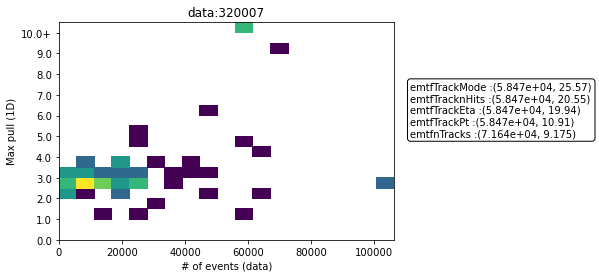 data:320007
10.0+
9.0
8.0
7.0
6.0
5.0
4.0
3.0
2.0
1.0
0.0
Max pull (1D)
0
20000
40000
60000
80000
100000
# of events (data)
emtfTrackMode :(5.847e+04, 25.57)
emtfTracknHits :(5.847e+04, 20.55)
emtfTrackEta :(5.847e+04, 19.94)
emtfTrackPt :(5.847e+04, 10.91)
emtfnTracks :(7.164e+04, 9.175)